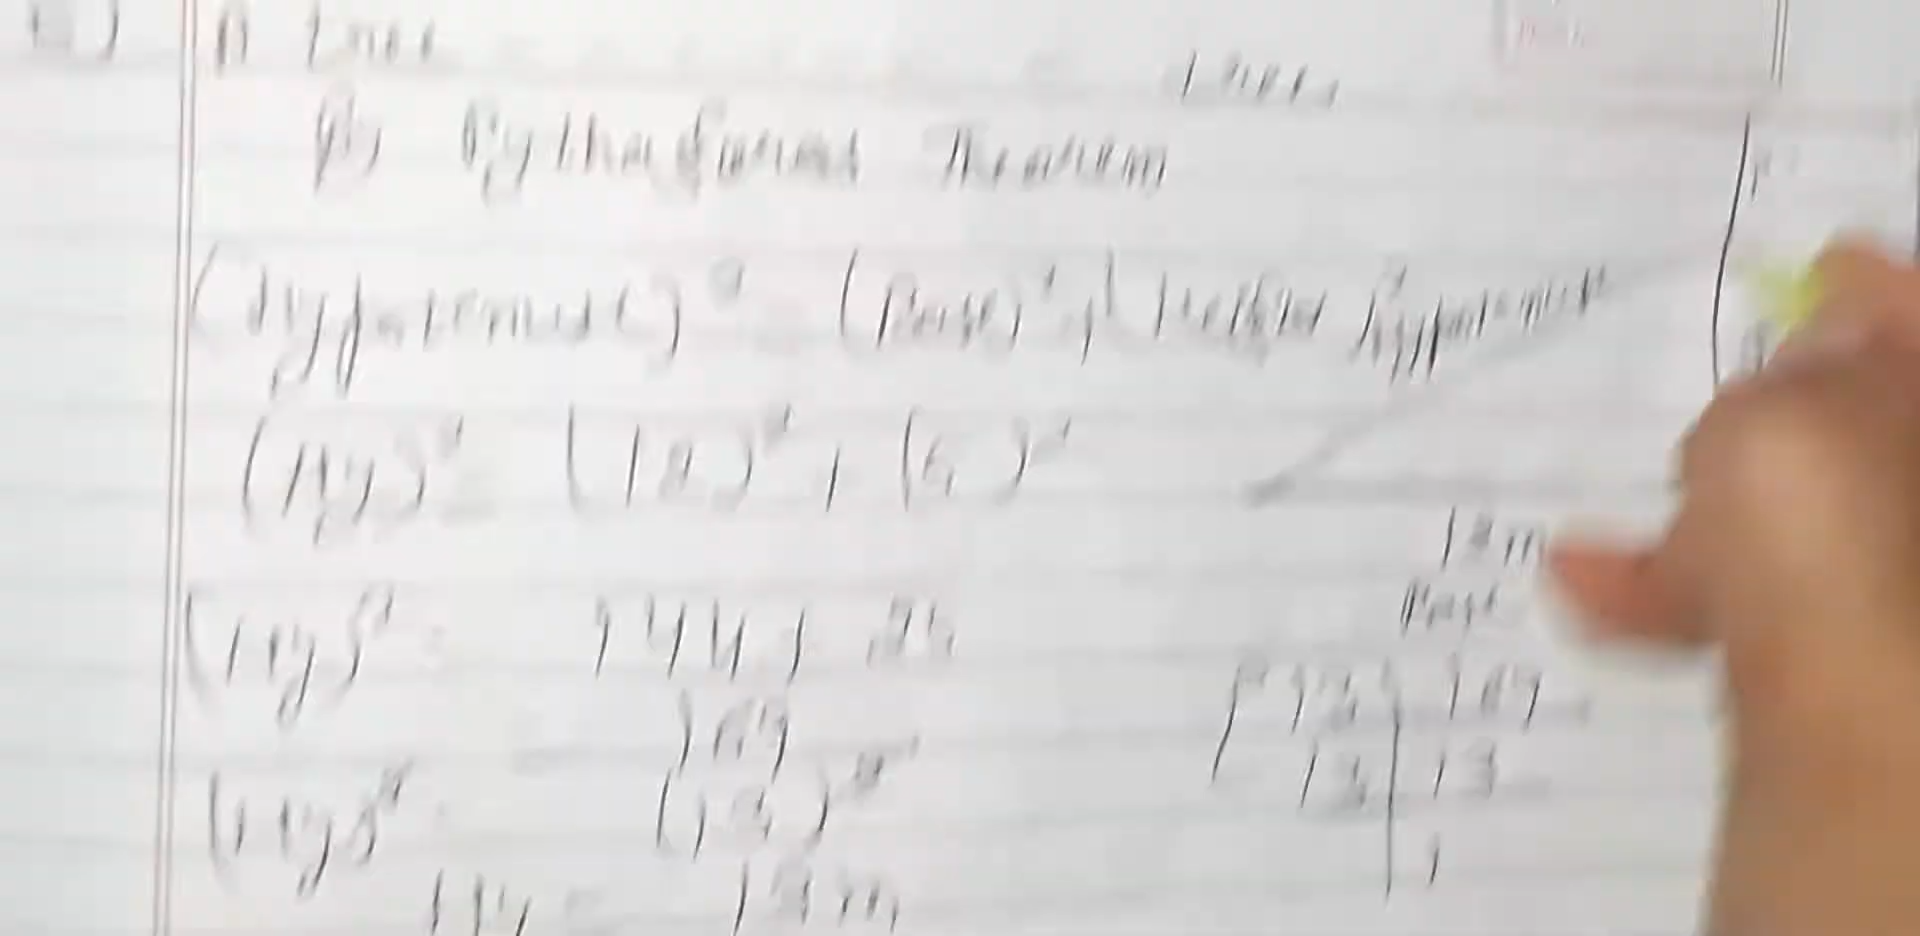 By Pythagoras Theorem
(Hypotenuse)² = (Base)² + Height Hypotenuse
(Hy)² = (12)² + (5)²
(Hy)² = 144 + 25
169
(Hy)² = (13)²
Hy = 13m
12m
Base
13 | 169
13 | 13
1